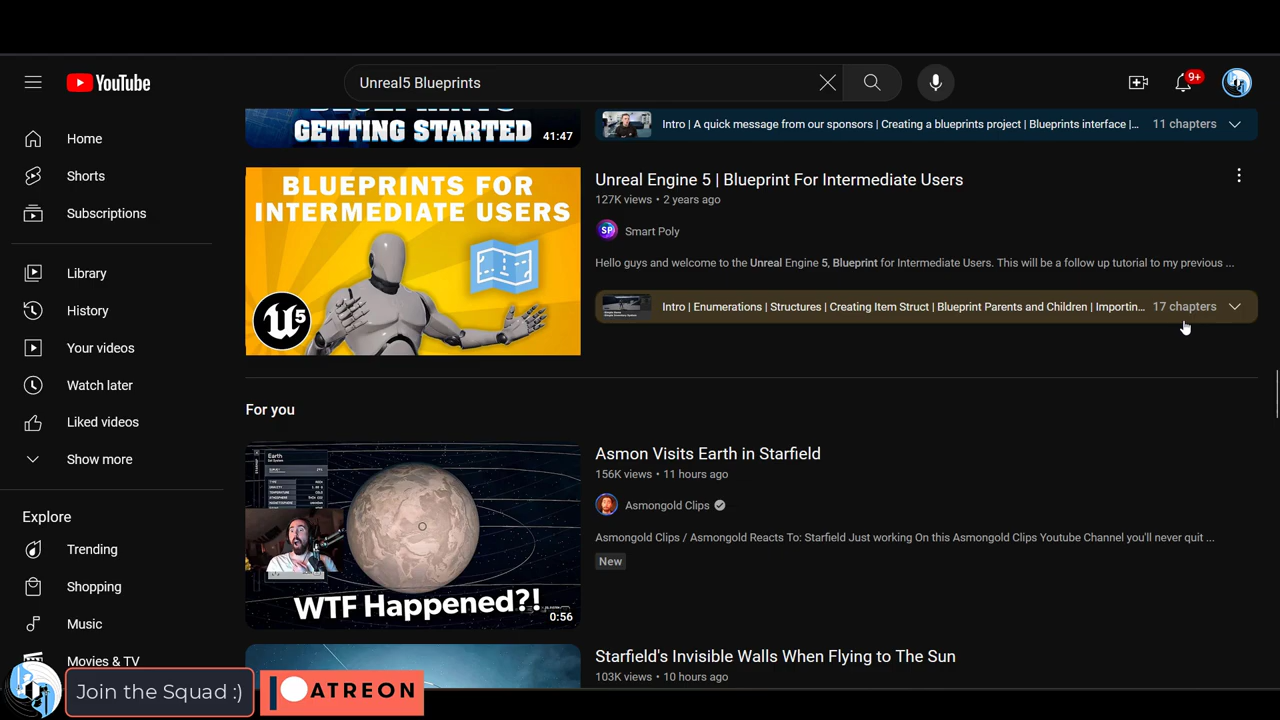 YouTube
Unreal5 Blueprints
9+
Home
Shorts
Subscriptions
Library
History
Your videos
Watch later
Liked videos
Show more
Explore
Trending
Shopping
Music
Movies & TV
GETTING STARTED
41:47
Intro | A quick message from our sponsors | Creating a blueprints project | Blueprints interface |...
11 chapters
BLUEPRINTS FOR
INTERMEDIATE USERS
U5
Unreal Engine 5 | Blueprint For Intermediate Users
127K views • 2 years ago
SP Smart Poly
Hello guys and welcome to the Unreal Engine 5, Blueprint for Intermediate Users. This will be a follow up tutorial to my previous ...
Intro | Enumerations | Structures | Creating Item Struct | Blueprint Parents and Children | Importin...
17 chapters
For you
Earth
WTF Happened?!
0:56
Asmon Visits Earth in Starfield
156K views • 11 hours ago
Asmongold Clips
Asmongold Clips / Asmongold Reacts To: Starfield Just working On this Asmongold Clips Youtube Channel you'll never quit ...
New
Starfield's Invisible Walls When Flying to The Sun
103K views • 10 hours ago
Join the Squad :)
PATREON